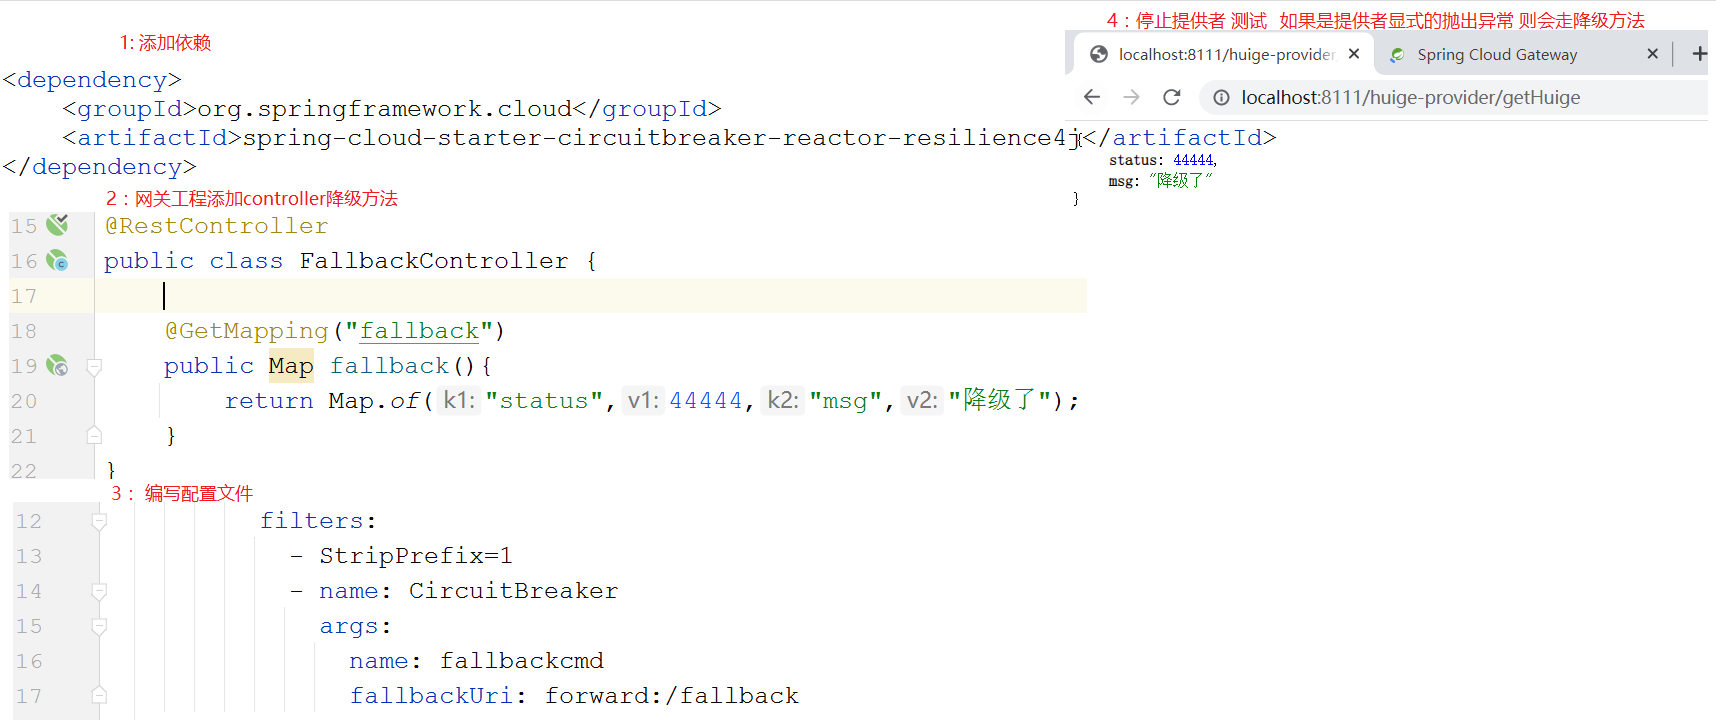 1: 添加依赖
<dependency>
<groupId>org.springframework.cloud</groupId>
<artifactId>spring-cloud-starter-circuitbreaker-reactor-resilience4j</artifactId>
</dependency>
2：网关工程添加controller降级方法
15 @RestController
16 public class FallbackController {
17
18 @GetMapping("fallback")
19 public Map fallback(){
20 return Map.of( k1: "status", v1: 44444, k2: "msg", v2: "降级了");
21 }
22 }
3： 编写配置文件
12 filters:
13 - StripPrefix=1
14 - name: CircuitBreaker
15 args:
16 name: fallbackcmd
17 fallbackUri: forward:/fallback
4：停止提供者 测试 如果是提供者显式的抛出异常 则会走降级方法
localhost:8111/huige-provider
Spring Cloud Gateway
localhost:8111/huige-provider/getHuige
{
status: 44444,
msg: "降级了"
}